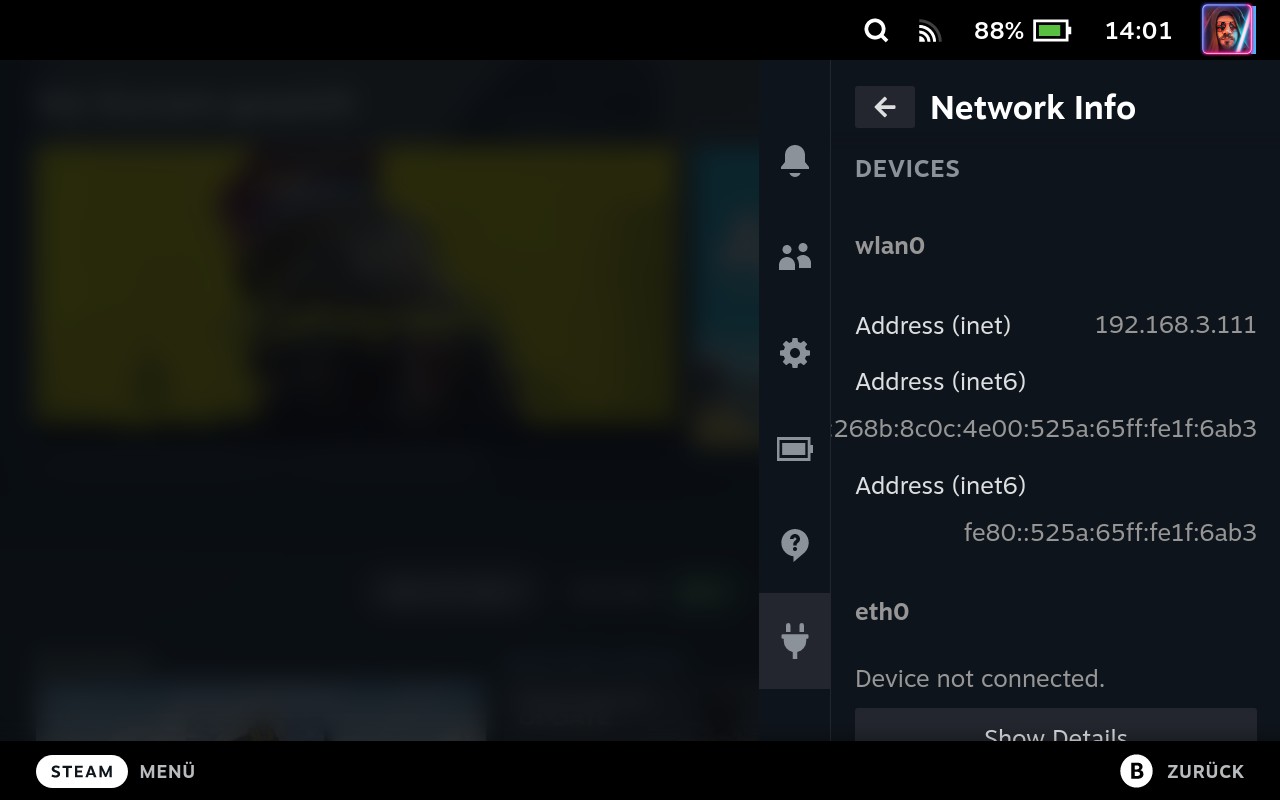 88%
14:01
Network Info
DEVICES
wlan0
Address (inet) 192.168.3.111
Address (inet6)
:268b:8c0c:4e00:525a:65ff:fe1f:6ab3
Address (inet6)
fe80::525a:65ff:fe1f:6ab3
eth0
Device not connected.
Show Details
STEAM MENÜ
B ZURÜCK